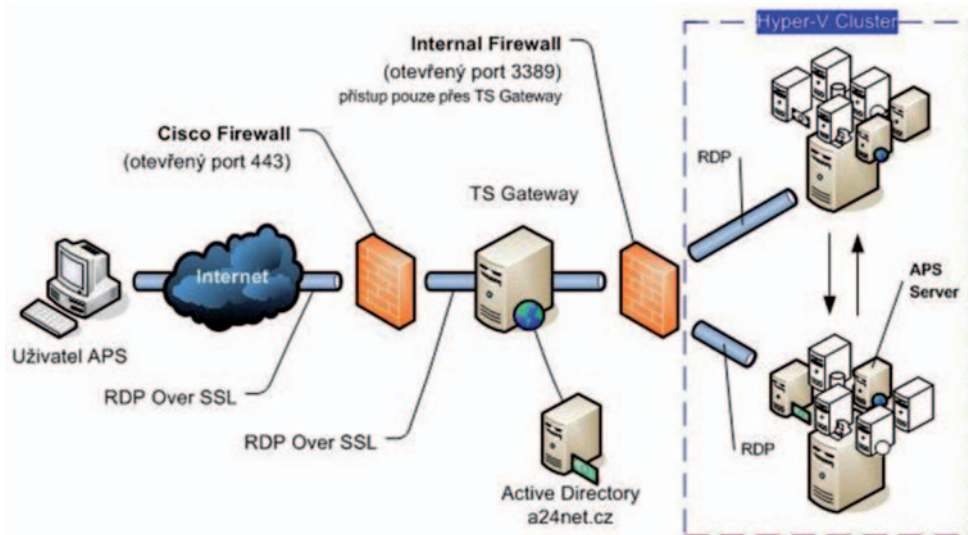 Hyper-V Cluster
Internal Firewall
(otevřený port 3389)
přístup pouze přes TS Gateway
Cisco Firewall
(otevřený port 443)
RDP
TS Gateway
Internet
APS
Server
Uživatel APS
RDP Over SSL
RDP Over SSL
RDP
Active Directory
a24net.cz